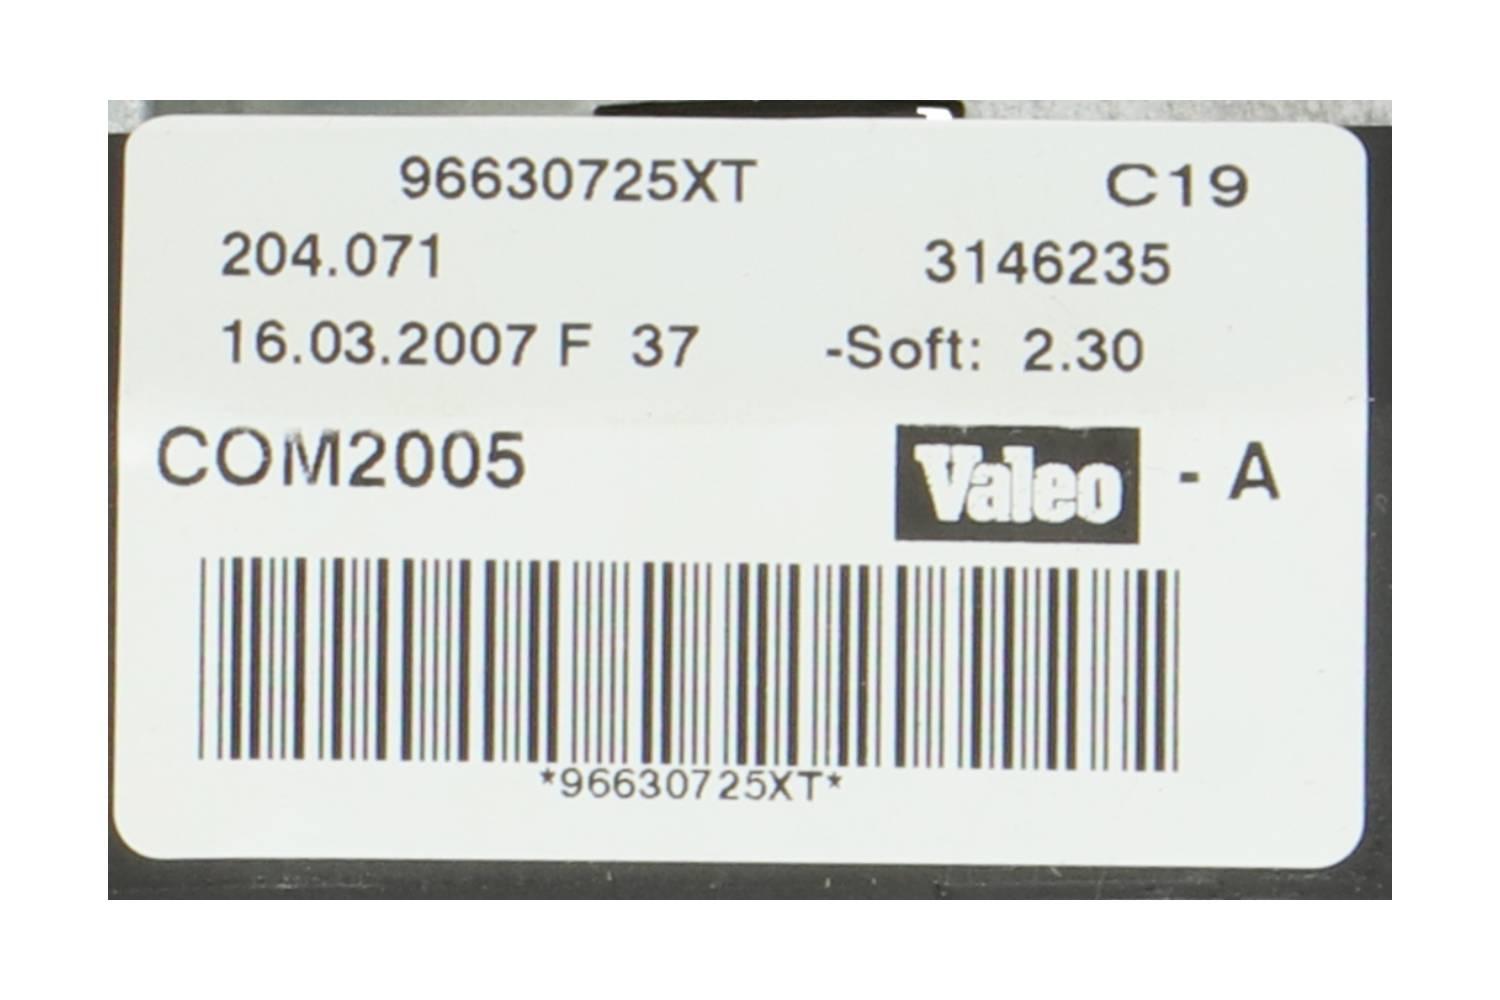 96630725XT C19
204.071 3146235
16.03.2007 F 37 -Soft: 2.30
COM2005 Valeo - A
*96630725XT*